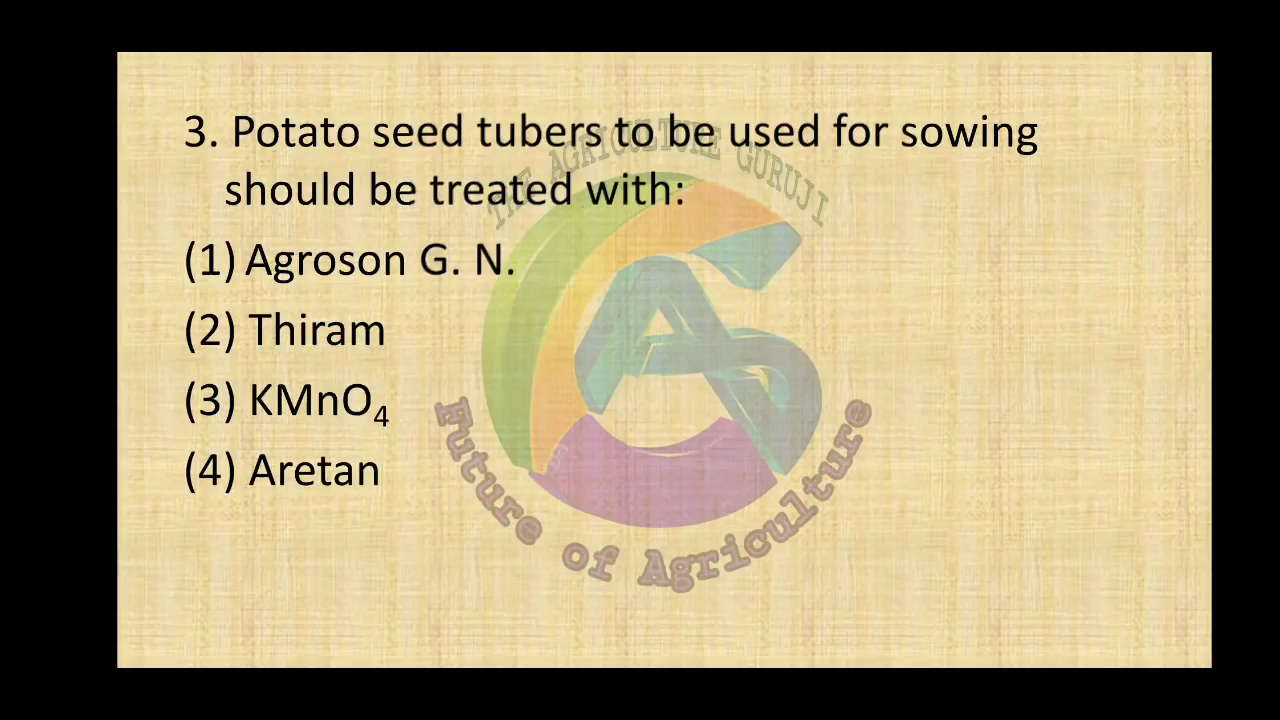 3. Potato seed tubers to be used for sowing
should be treated with:
(1) Agroson G. N.
(2) Thiram
(3) KMnO₄
(4) Aretan
THE AGRICULTURE GURUJI
Future of Agriculture